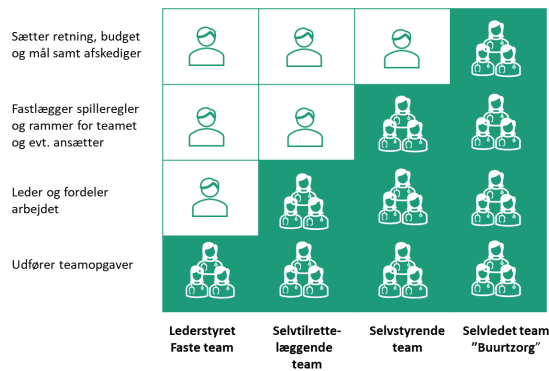 Sætter retning, budget
og mål samt afskediger
Fastlægger spilleregler
og rammer for teamet
og evt. ansætter
Leder og fordeler
arbejdet
Udfører teamopgaver
Lederstyret
Faste team
Selvtilrette-
læggende
team
Selvstyrende
team
Selvledet team
”Buurtzorg”